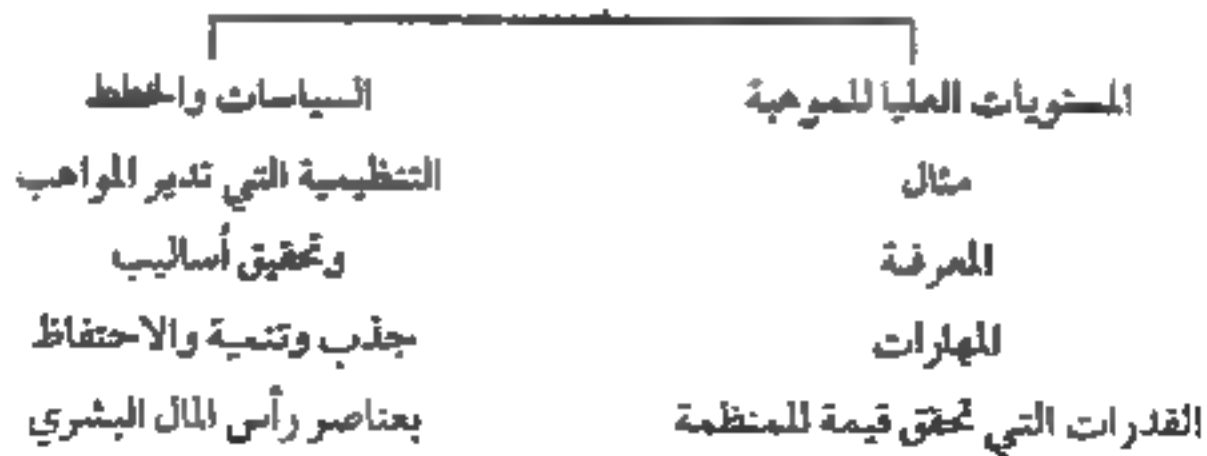 المستويات العليا للموهبة
مثال
المعرفة
المهارات
القدرات التي تحقق قيمة للمنظمة
السياسات والخطط
التنظيمية التي تدير المواهب
وتحقيق أساليب
جذب وتنمية والاحتفاظ
بعناصر رأس المال البشري